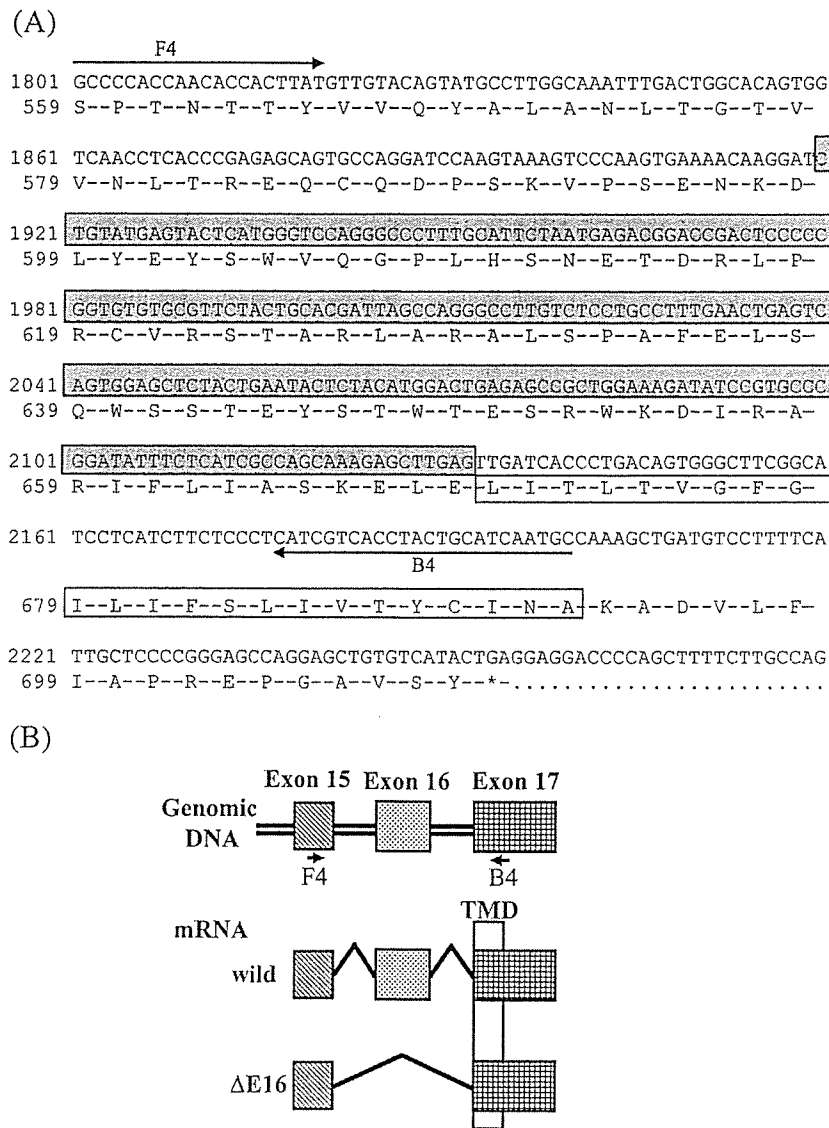 (A)
F4
1801 GCCCCACCAACACCACTTATGTTGTACAGTATGCCTTGGCAAATTTGACTGGCACAGTGG
559 S--P--T--N--T--T--Y--V--V--Q--Y--A--L--A--N--L--T--G--T--V-
1861 TCAACCTCACCCGAGAGCAGTGCCAGGATCCAAGTAAAGTCCCAAGTGAAAACAAGGATC
579 V--N--L--T--R--E--Q--C--Q--D--P--S--K--V--P--S--E--N--K--D-
1921 TGTATGAGTACTCATGGGTCCAGGGCCCTTTGCATTCTAATGAGACGGACCGACTCCCCC
599 L--Y--E--Y--S--W--V--Q--G--P--L--H--S--N--E--T--D--R--L--P-
1981 GGTGTGTGCGTTCTACTGCACGATTAGCCAGGGCCTTGTCTCCTGCCTTTGAACTGAGTC
619 R--C--V--R--S--T--A--R--L--A--R--A--L--S--P--A--F--E--L--S-
2041 AGTGGAGCTCTACTGAATACTCTACATGGACTGAGAGCCGCTGGAAAGATATCCGTGCCC
639 Q--W--S--S--T--E--Y--S--T--W--T--E--S--R--W--K--D--I--R--A-
2101 GGATATTTCTCATCGCCAGCAAAGAGCTTGAGTTGATCACCCTGACAGTGGGCTTCGGCA
659 R--I--F--L--I--A--S--K--E--L--E--L--I--T--L--T--V--G--F--G-
2161 TCCTCATCTTCTCCCTCATCGTCACCTACTGCATCAATGCCAAAGCTGATGTCCTTTTCA
B4
679 I--L--I--F--S--L--I--V--T--Y--C--I--N--A--K--A--D--V--L--F-
2221 TTGCTCCCCGGGAGCCAGGAGCTGTGTCATACTGAGGAGGACCCCAGCTTTTCTTGCCAG
699 I--A--P--R--E--P--G--A--V--S--Y--*-.........................
(B)
Exon 15 Exon 16 Exon 17
Genomic
DNA
F4 B4
TMD
mRNA
wild
ΔE16